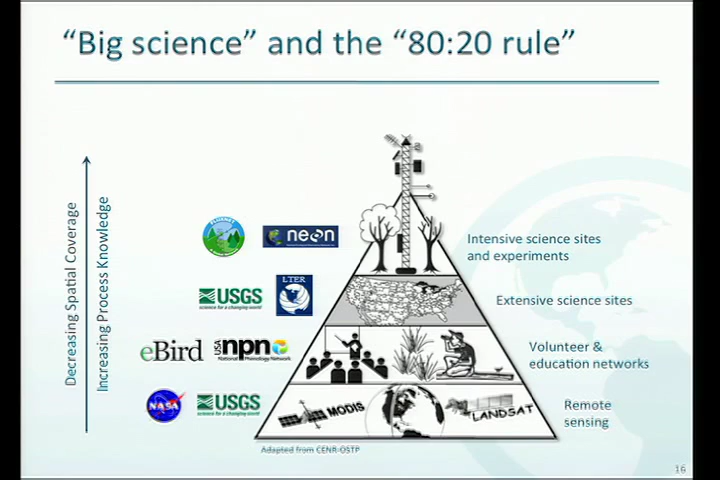 “Big science” and the “80:20 rule”
Decreasing Spatial Coverage
Increasing Process Knowledge
FLUXNET
neon
Intensive science sites
and experiments
USGS
science for a changing world
LTER
Extensive science sites
eBird
USA npn
National Phenology Network
Volunteer &
education networks
NASA
USGS
science for a changing world
MODIS
LANDSAT
Remote
sensing
Adapted from CENR-OSTP
16